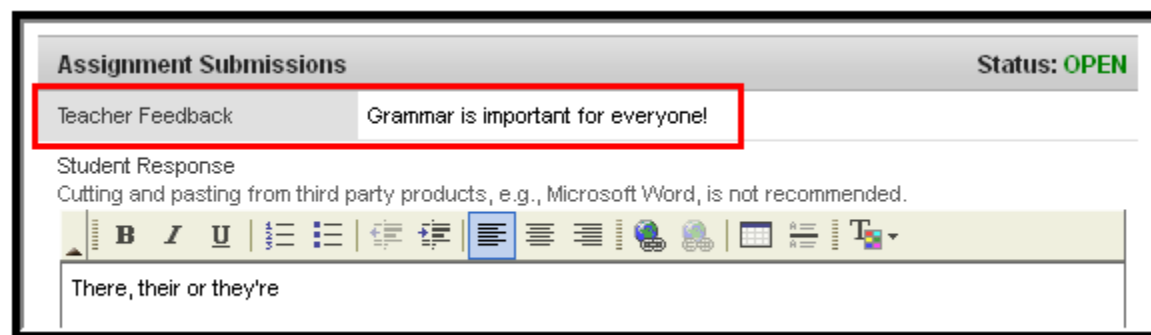 Assignment Submissions Status: OPEN
Teacher Feedback Grammar is important for everyone!
Student Response
Cutting and pasting from third party products, e.g., Microsoft Word, is not recommended.
B I U
There, their or they're